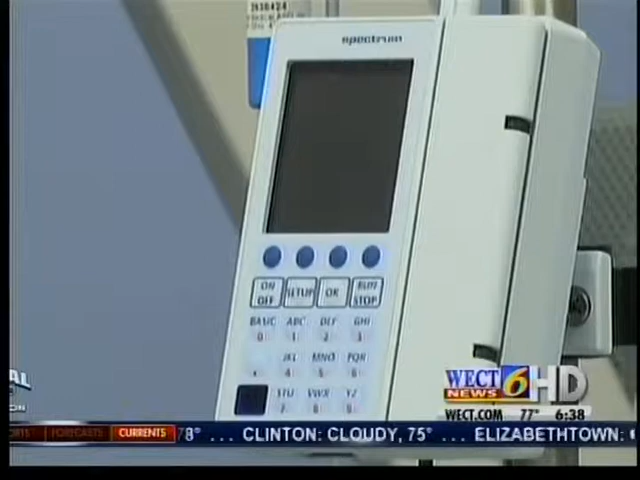 spectrum
ON OFF
SETUP
OK
RUN STOP
BASIC ABC DEF GHI
0 1 2 3
JKL MNO PQR
. 4 5 6
STU VWX YZ
7 8 9
WECT 6 HD
NEWS
WECT.COM 77° 6:38
FORECASTS CURRENTS 78° ... CLINTON: CLOUDY, 75° ... ELIZABETHTOWN: